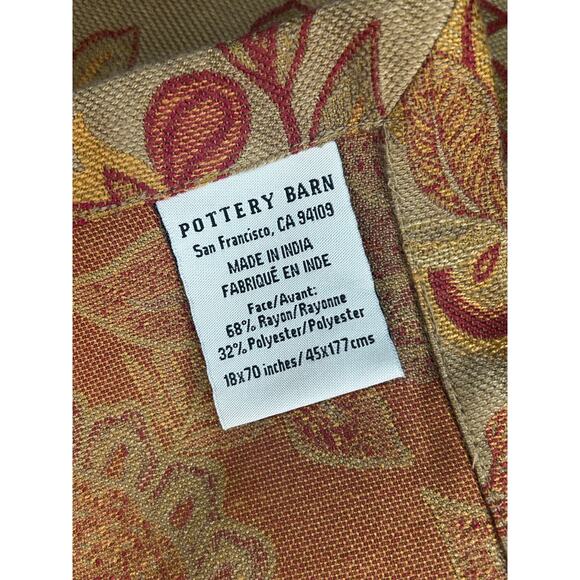 POTTERY BARN
San Francisco, CA 94109
MADE IN INDIA
FABRIQUÉ EN INDE
Face/Avant:
68% Rayon/Rayonne
32% Polyester/Polyester
18x70 inches/45x177cms